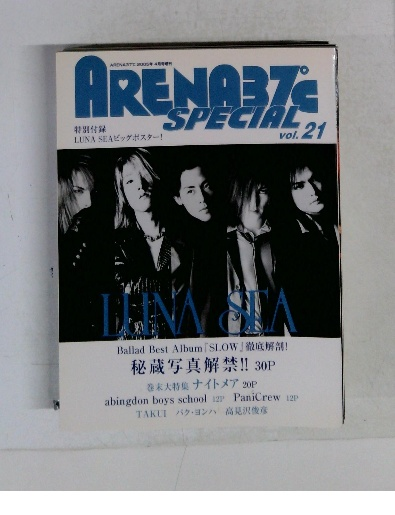 ARENA37℃
SPECIAL
vol. 21
特別付録
LUNA SEAビッグポスター!
LUNA SEA
Ballad Best Album『SLOW』徹底解剖!
秘蔵写真解禁!! 30P
巻末大特集 ナイトメア 20P
abingdon boys school 12P PaniCrew 12P
TAKUI パク・ヨンハ 高見沢俊彦